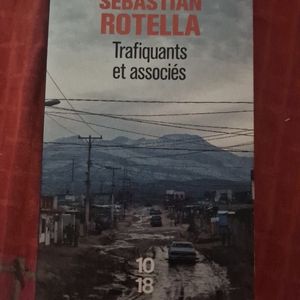 SEBASTIAN
ROTELLA
Trafiquants
et associés
10
18